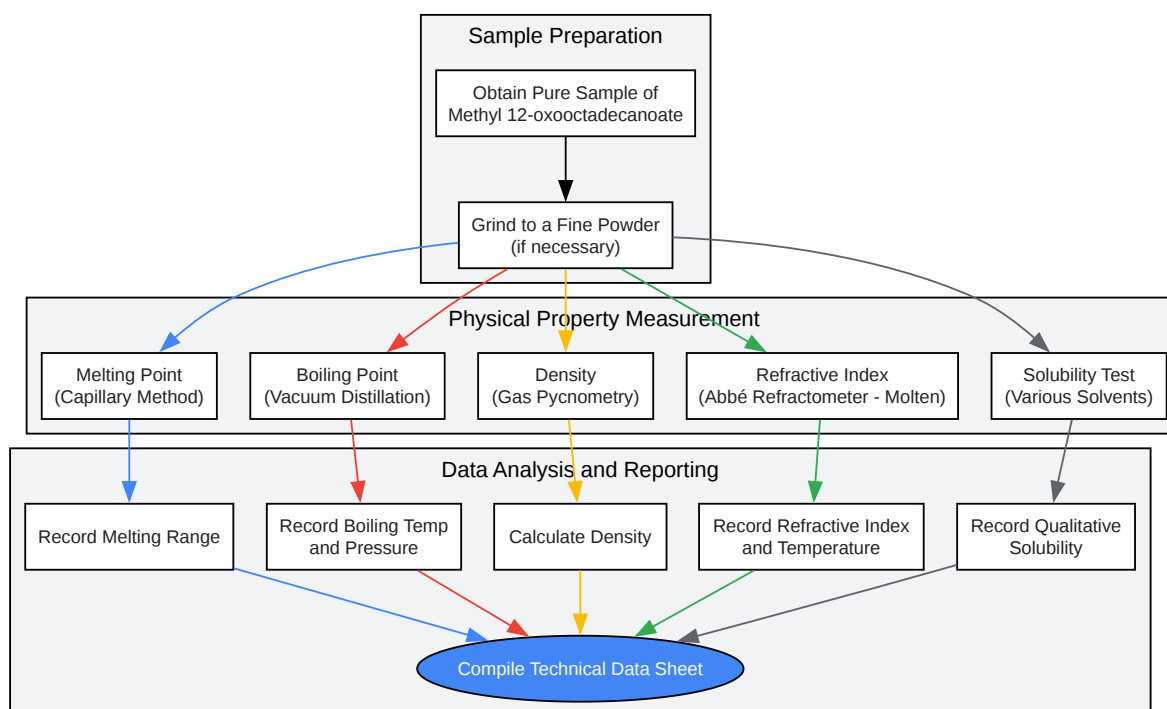 Sample Preparation
Obtain Pure Sample of
Methyl 12-oxooctadecanoate
Grind to a Fine Powder
(if necessary)
Physical Property Measurement
Melting Point
(Capillary Method)
Boiling Point
(Vacuum Distillation)
Density
(Gas Pycnometry)
Refractive Index
(Abbé Refractometer - Molten)
Solubility Test
(Various Solvents)
Data Analysis and Reporting
Record Melting Range
Record Boiling Temp
and Pressure
Calculate Density
Record Refractive Index
and Temperature
Record Qualitative
Solubility
Compile Technical Data Sheet